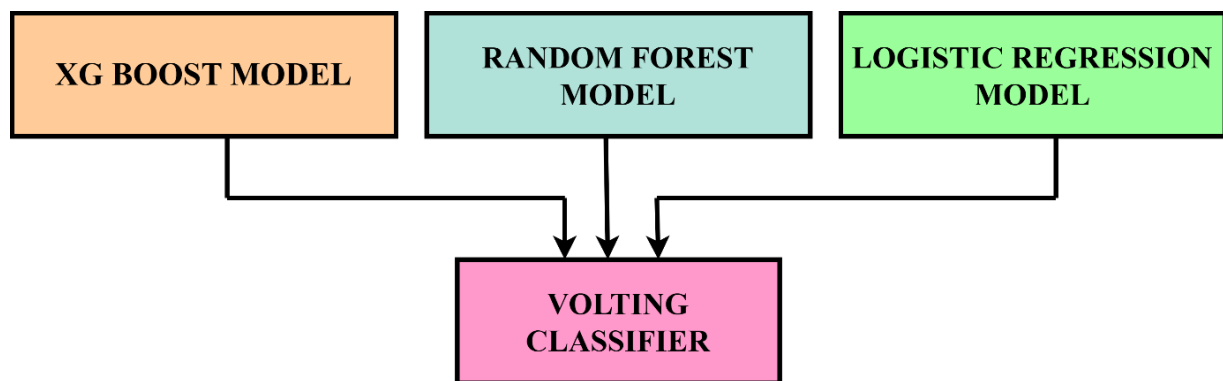 XG BOOST MODEL
RANDOM FOREST
MODEL
LOGISTIC REGRESSION
MODEL
VOLTING
CLASSIFIER